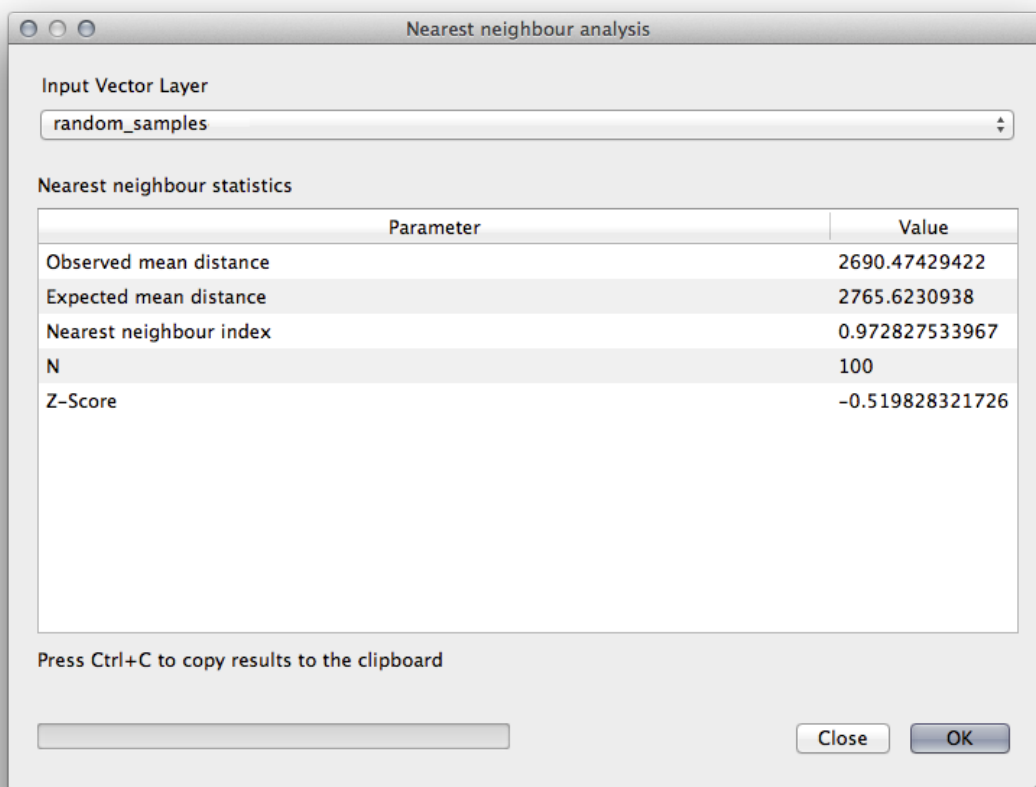 Nearest neighbour analysis
Input Vector Layer
random_samples
Nearest neighbour statistics
Parameter Value
Observed mean distance 2690.47429422
Expected mean distance 2765.6230938
Nearest neighbour index 0.972827533967
N 100
Z-Score -0.519828321726
Press Ctrl+C to copy results to the clipboard
Close OK